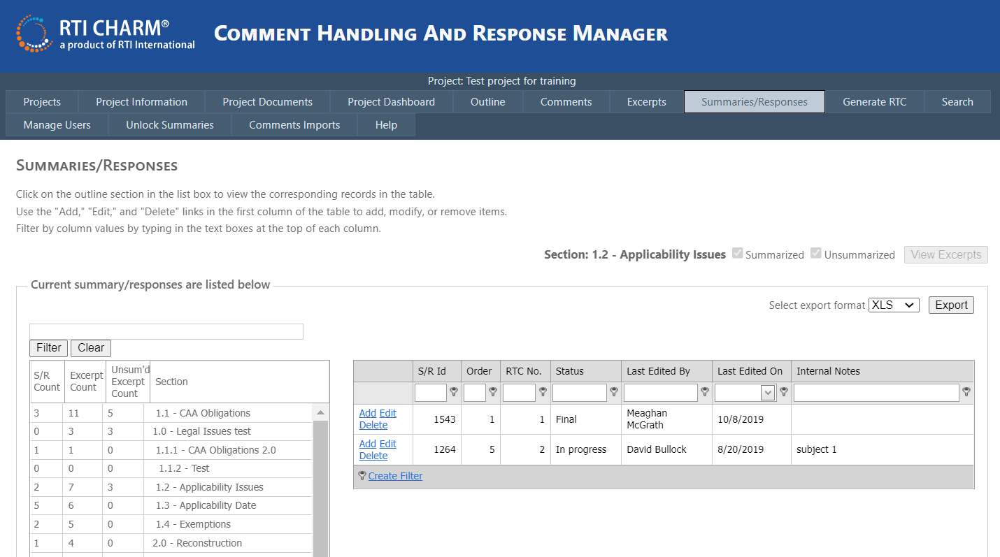 RTI CHARM®
a product of RTI International
COMMENT HANDLING AND RESPONSE MANAGER
Project: Test project for training
Projects Project Information Project Documents Project Dashboard Outline Comments Excerpts Summaries/Responses Generate RTC Search
Manage Users Unlock Summaries Comments Imports Help
SUMMARIES/RESPONSES
Click on the outline section in the list box to view the corresponding records in the table.
Use the "Add," "Edit," and "Delete" links in the first column of the table to add, modify, or remove items.
Filter by column values by typing in the text boxes at the top of each column.
Section: 1.2 - Applicability Issues Summarized Unsummarized View Excerpts
Current summary/responses are listed below
Select export format XLS Export
Filter Clear
S/R Count Excerpt Count Unsum'd Excerpt Count Section
3 11 5 1.1 - CAA Obligations
0 3 3 1.0 - Legal Issues test
1 1 0 1.1.1 - CAA Obligations 2.0
0 0 0 1.1.2 - Test
2 7 3 1.2 - Applicability Issues
5 6 0 1.3 - Applicability Date
2 5 0 1.4 - Exemptions
1 4 0 2.0 - Reconstruction
S/R Id Order RTC No. Status Last Edited By Last Edited On Internal Notes
Add Edit Delete 1543 1 1 Final Meaghan McGrath 10/8/2019
Add Edit Delete 1264 5 2 In progress David Bullock 8/20/2019 subject 1
Create Filter